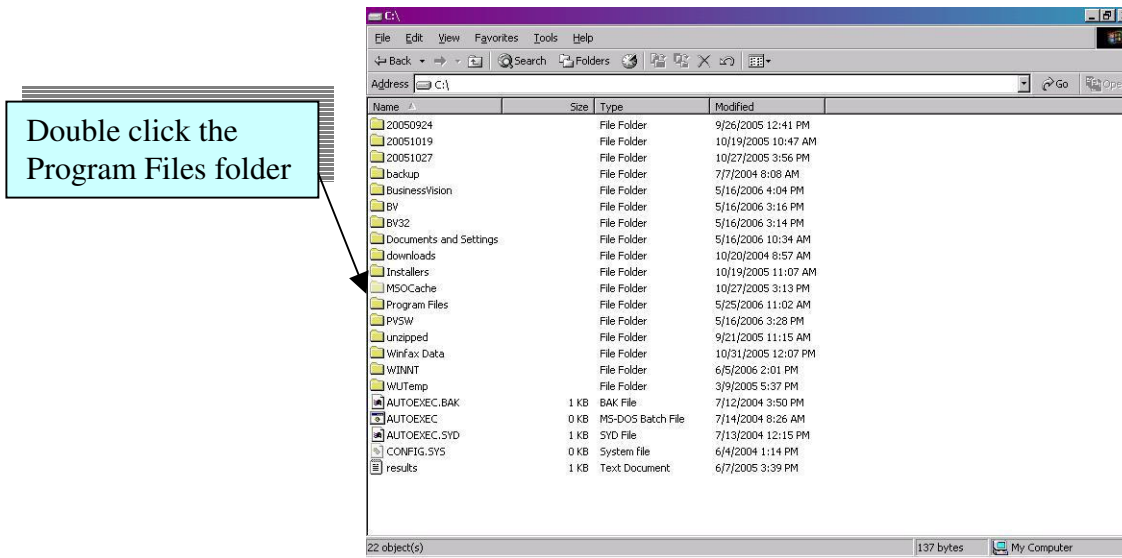 C:\
File Edit View Favorites Tools Help
Back Search Folders
Address C:\ Go
Name Size Type Modified
Double click the
Program Files folder
20050924 File Folder 9/26/2005 12:41 PM
20051019 File Folder 10/19/2005 10:47 AM
20051027 File Folder 10/27/2005 3:56 PM
backup File Folder 7/7/2004 8:08 AM
BusinessVision File Folder 5/16/2006 4:04 PM
BV File Folder 5/16/2006 3:16 PM
BV32 File Folder 5/16/2006 3:14 PM
Documents and Settings File Folder 5/16/2006 10:34 AM
downloads File Folder 10/20/2004 8:57 AM
Installers File Folder 10/19/2005 11:07 AM
MSOCache File Folder 10/27/2005 3:13 PM
Program Files File Folder 5/25/2006 11:02 AM
PVSW File Folder 5/16/2006 3:28 PM
unzipped File Folder 9/21/2005 11:15 AM
Winfax Data File Folder 10/31/2005 12:07 PM
WINNT File Folder 6/5/2006 2:01 PM
WUTemp File Folder 3/9/2005 5:37 PM
AUTOEXEC.BAK 1 KB BAK File 7/12/2004 3:50 PM
AUTOEXEC 0 KB MS-DOS Batch File 7/14/2004 8:26 AM
AUTOEXEC.SYD 1 KB SYD File 7/13/2004 12:15 PM
CONFIG.SYS 0 KB System file 6/4/2004 1:14 PM
results 1 KB Text Document 6/7/2005 3:39 PM
22 object(s) 137 bytes My Computer